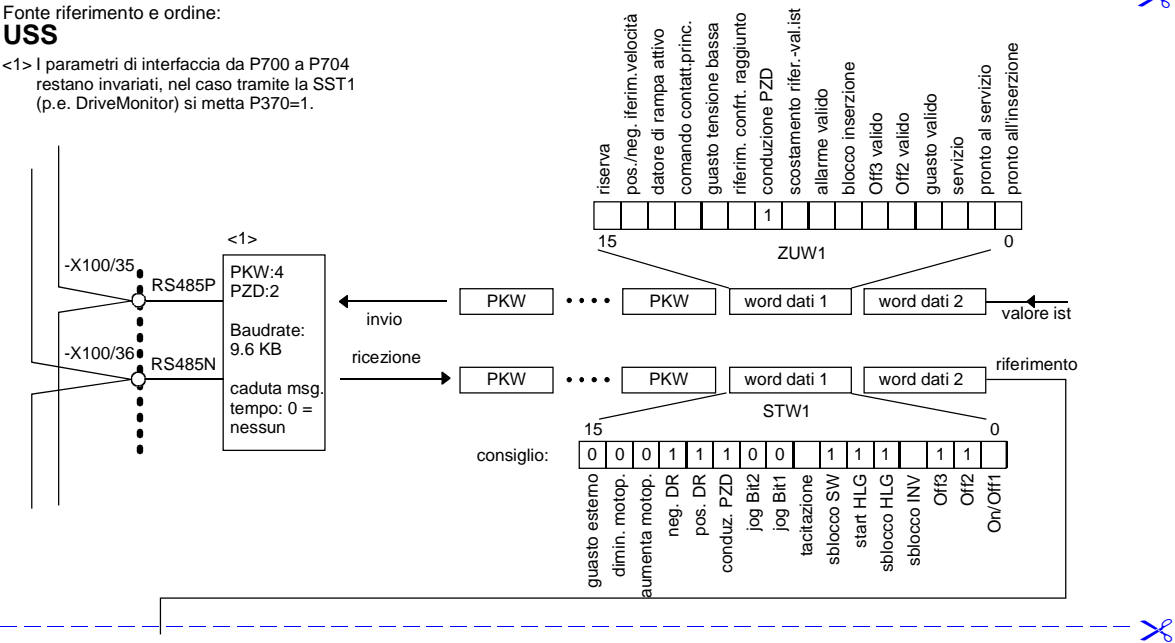 Fonte riferimento e ordine:
USS
<1> I parametri di interfaccia da P700 a P704
restano invariati, nel caso tramite la SST1
(p.e. DriveMonitor) si metta P370=1.
riserva
pos./neg. iferim.velocità
datore di rampa attivo
comando contatt.princ.
guasto tensione bassa
riferim. confrt. raggiunto
conduzione PZD
scostamento rifer.-val.ist
allarme valido
blocco inserzione
Off3 valido
Off2 valido
guasto valido
servizio
pronto al servizio
pronto all'inserzione
1
15
0
ZUW1
<1>
-X100/35
RS485P
-X100/36
RS485N
PKW:4
PZD:2
Baudrate:
9.6 KB
caduta msg.
tempo: 0 =
nessun
invio
PKW
PKW
word dati 1
word dati 2
valore ist
ricezione
PKW
PKW
word dati 1
word dati 2
riferimento
STW1
15
0
consiglio:
0 0 0 1 1 1 0 0 1 1 1 1 1
guasto esterno
dimin. motop.
aumenta motop.
neg. DR
pos. DR
conduz. PZD
jog Bit2
jog Bit1
tacitazione
sblocco SW
start HLG
sblocco HLG
sblocco INV
Off3
Off2
On/Off1